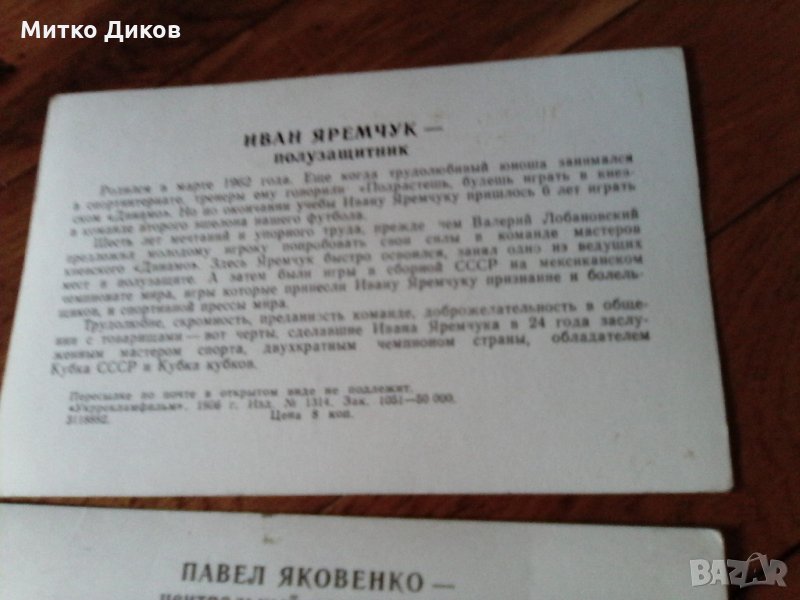 Митко Диков
ИВАН ЯРЕМЧУК —
полузащитник
Родился в марте 1962 года. Еще когда трудолюбивый юноша занимался
в спортинтернате, тренеры ему говорили «Подрастешь, будешь играть в киев-
ском «Динамо». Но по окончании учебы Ивану Яремчуку пришлось 6 лет играть
в команде второго эшелона нашего футбола.
Шесть лет мечтаний и упорного труда, прежде чем Валерий Лобановский
предложил молодому игроку попробовать свои силы в команде мастеров
киевского «Динамо». Здесь Яремчук быстро освоился, занял одно из ведущих
мест в полузащите. А затем были игры в сборной СССР на мексиканском
чемпионате мира, игры которые принесли Ивану Яремчуку признание и болель-
щиков, и спортивной прессы мира.
Трудолюбие, скромность, преданность команде, доброжелательность в обще-
нии с товарищами — вот черты, сделавшие Ивана Яремчука в 24 года заслу-
женным мастером спорта, двухкратным чемпионом страны, обладателем
Кубка СССР и Кубка кубков.
Пересылке по почте в открытом виде не подлежит.
«Укррекламфильм», 1986 г. Изд. № 1314. Зак. 1051—50 000.
3118882. Цена 8 коп.
ПАВЕЛ ЯКОВЕНКО —
BAZAR